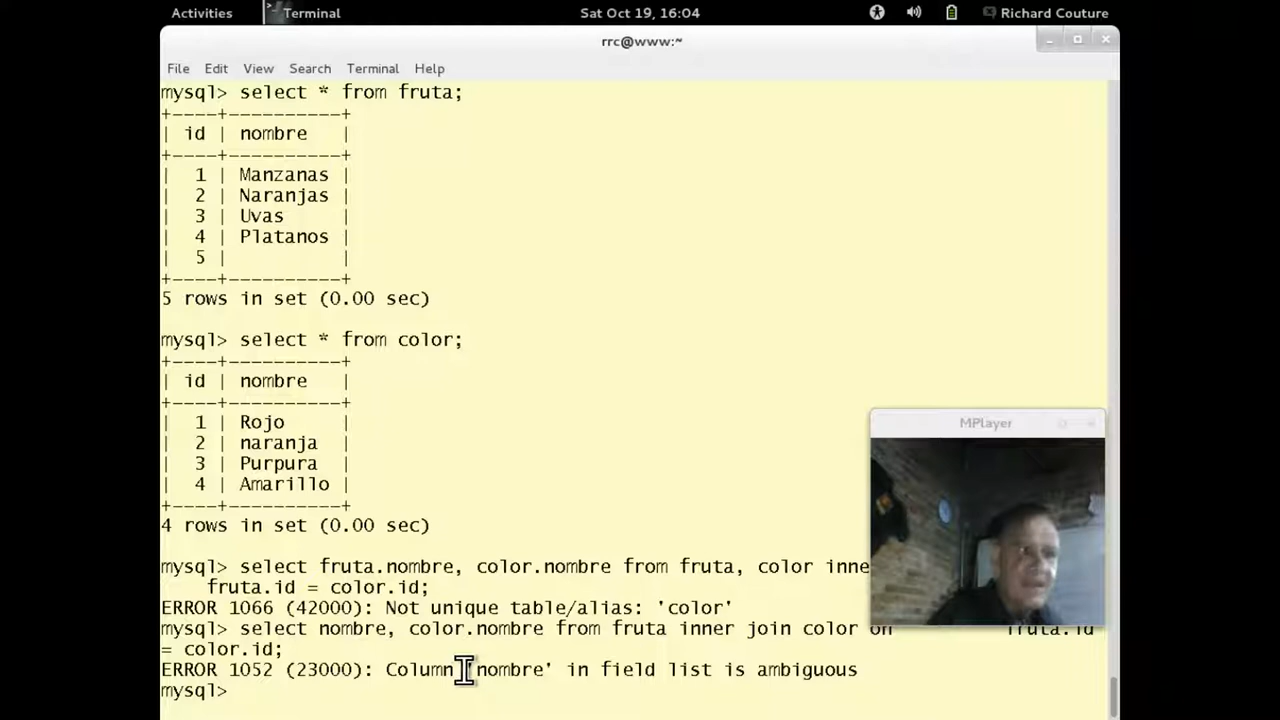 Activities Terminal Sat Oct 19, 16:04 Richard Couture
rrc@www:~
File Edit View Search Terminal Help
mysql> select * from fruta;
+----+----------+
| id | nombre   |
+----+----------+
|  1 | Manzanas |
|  2 | Naranjas |
|  3 | Uvas     |
|  4 | Platanos |
|  5 |          |
+----+----------+
5 rows in set (0.00 sec)
mysql> select * from color;
+----+----------+
| id | nombre   |
+----+----------+
|  1 | Rojo     |
|  2 | naranja  |
|  3 | Purpura  |
|  4 | Amarillo |
+----+----------+
4 rows in set (0.00 sec)
MPlayer
mysql> select fruta.nombre, color.nombre from fruta, color inne
fruta.id = color.id;
ERROR 1066 (42000): Not unique table/alias: 'color'
mysql> select nombre, color.nombre from fruta inner join color on fruta.id
= color.id;
ERROR 1052 (23000): Column 'nombre' in field list is ambiguous
mysql>